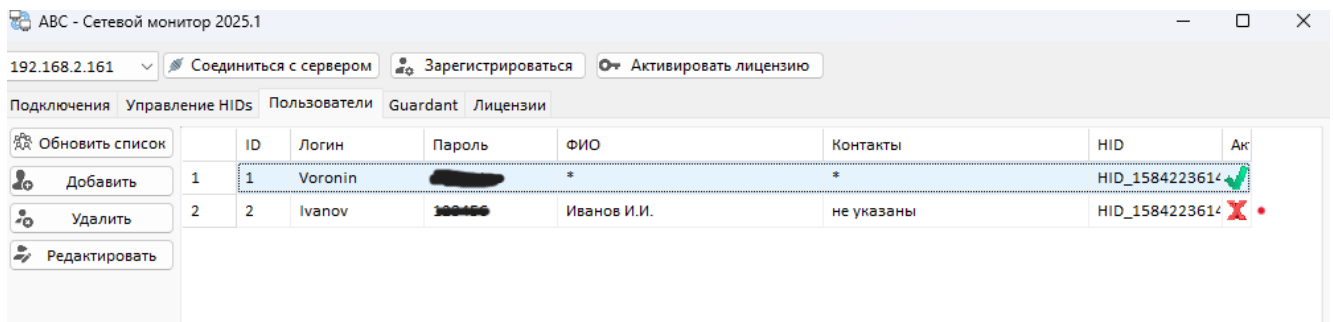 ABC - Сетевой монитор 2025.1
192.168.2.161 Соединиться с сервером Зарегистрироваться Активировать лицензию
Подключения Управление HIDs Пользователи Guardant Лицензии
Обновить список
Добавить
Удалить
Редактировать
ID Логин Пароль ФИО Контакты HID Ак
1 1 Voronin * * HID_1584223614
2 2 Ivanov Иванов И.И. не указаны HID_1584223614